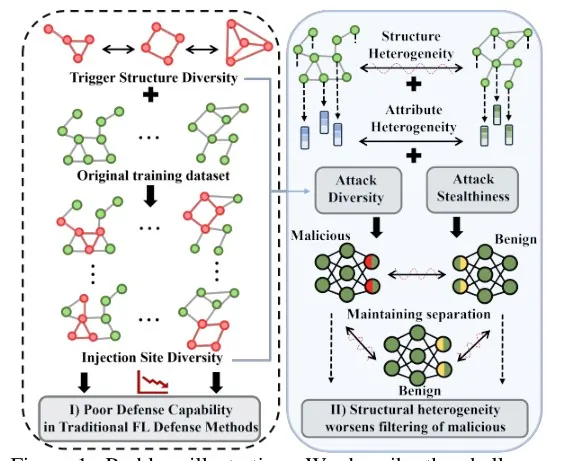 Trigger Structure Diversity
Original training dataset
Injection Site Diversity
I) Poor Defense Capability
in Traditional FL Defense Methods
Structure
Heterogeneity
Attribute
Heterogeneity
Attack
Diversity
Attack
Stealthiness
Malicious
Benign
Maintaining separation
Benign
II) Structural heterogeneity
worsens filtering of malicious